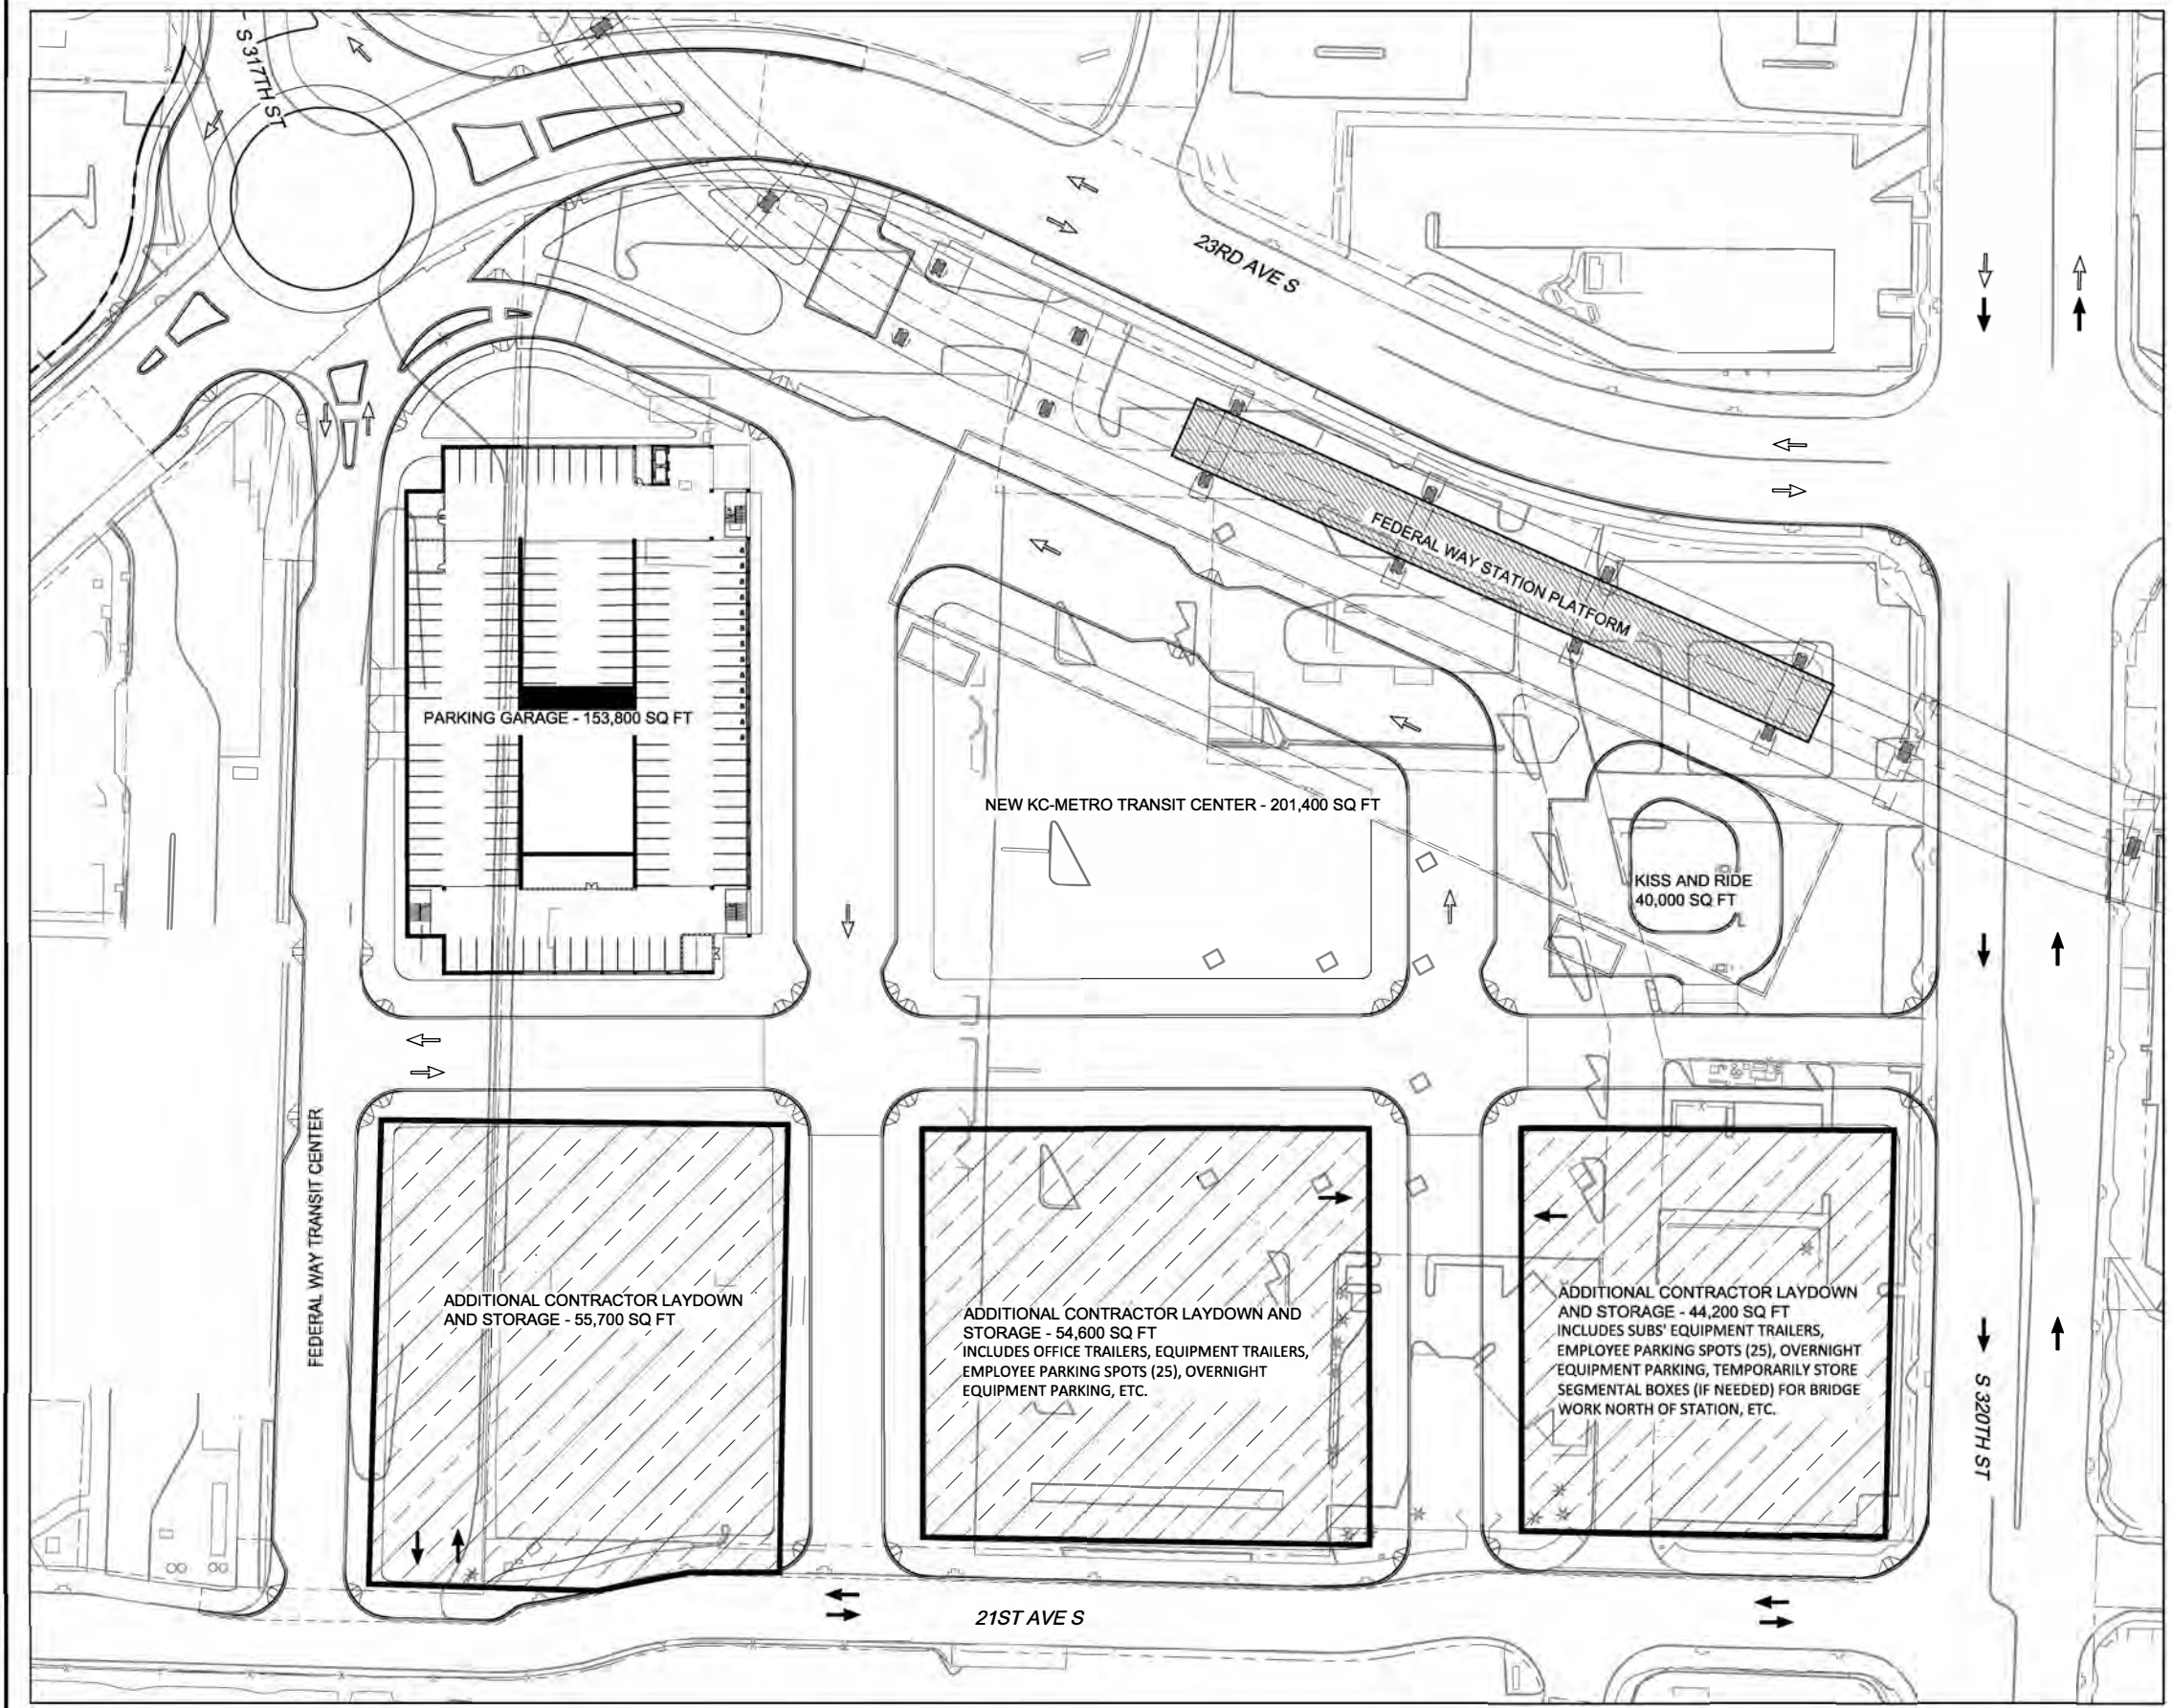 S 317TH ST
23RD AVE S
FEDERAL WAY STATION PLATFORM
PARKING GARAGE - 153,800 SQ FT
NEW KC-METRO TRANSIT CENTER - 201,400 SQ FT
KISS AND RIDE
40,000 SQ FT
FEDERAL WAY TRANSIT CENTER
ADDITIONAL CONTRACTOR LAYDOWN
AND STORAGE - 55,700 SQ FT
ADDITIONAL CONTRACTOR LAYDOWN AND
STORAGE - 54,600 SQ FT
INCLUDES OFFICE TRAILERS, EQUIPMENT TRAILERS,
EMPLOYEE PARKING SPOTS (25), OVERNIGHT
EQUIPMENT PARKING, ETC.
ADDITIONAL CONTRACTOR LAYDOWN
AND STORAGE - 44,200 SQ FT
INCLUDES SUBS' EQUIPMENT TRAILERS,
EMPLOYEE PARKING SPOTS (25), OVERNIGHT
EQUIPMENT PARKING, TEMPORARILY STORE
SEGMENTAL BOXES (IF NEEDED) FOR BRIDGE
WORK NORTH OF STATION, ETC.
S 320TH ST
21ST AVE S